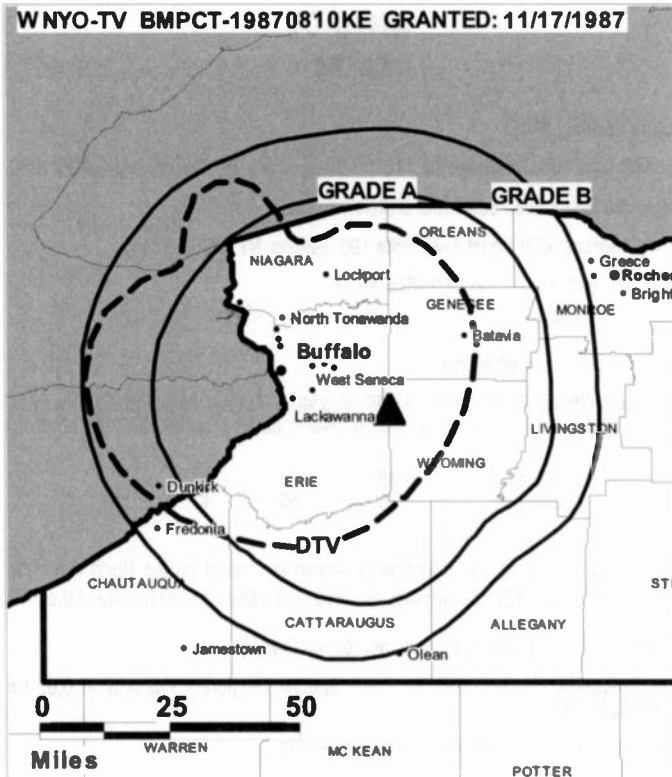 WNYO-TV BMPCT-19870810KE GRANTED: 11/17/1987
GRADE A
GRADE B
ORLEANS
NIAGARA
Lockport
Greece
Brigh
GENESEE
MONROE
North Tonawanda
Batavia
Buffalo
West Seneca
Lackawanna
LIVINGSTON
WYOMING
ERIE
Dunkirk
Fredonia
DTV
CHAUTAUQUA
ST
CATTARAUGUS
ALLEGANY
Jamestown
Olean
0 25 50
Miles
WARREN
MC KEAN
POTTER